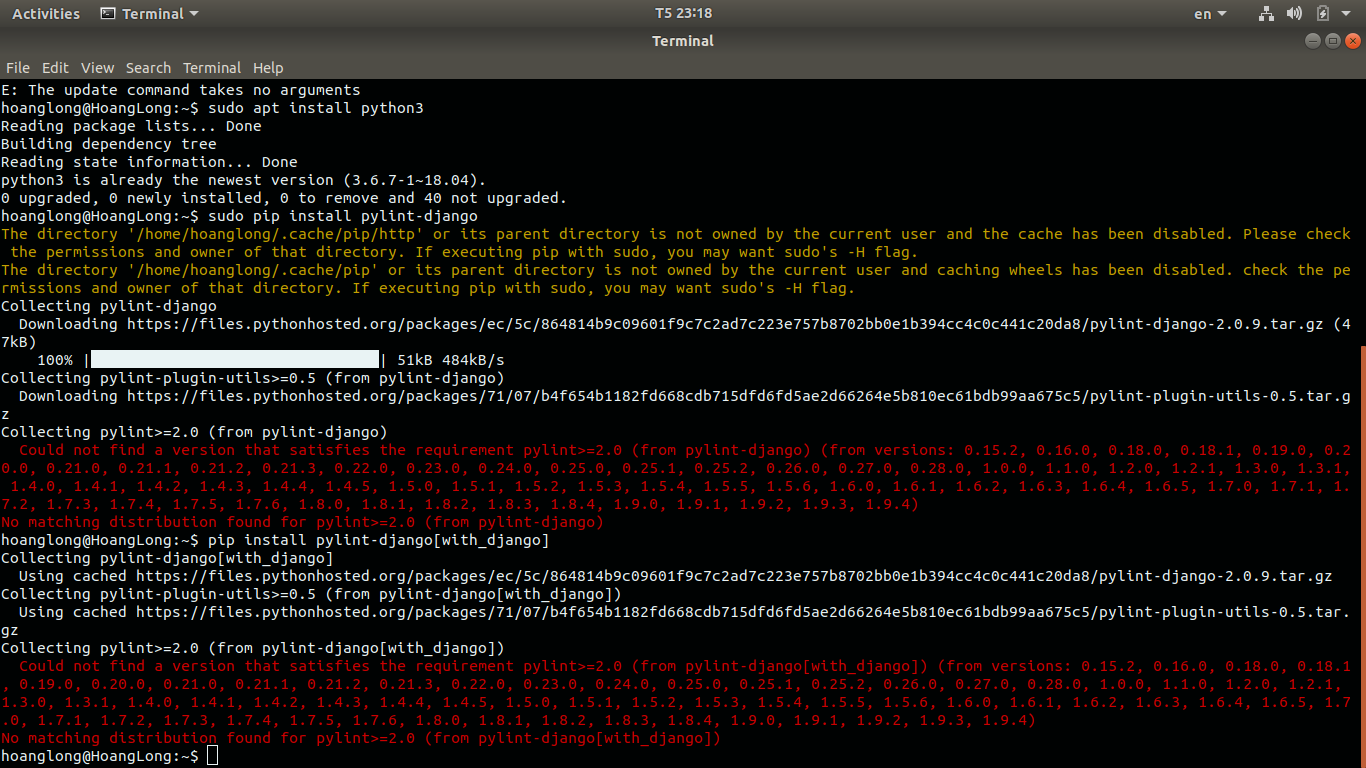 Activities Terminal T5 23:18 en
Terminal
File Edit View Search Terminal Help
E: The update command takes no arguments
hoanglong@HoangLong:~$ sudo apt install python3
Reading package lists... Done
Building dependency tree
Reading state information... Done
python3 is already the newest version (3.6.7-1~18.04).
0 upgraded, 0 newly installed, 0 to remove and 40 not upgraded.
hoanglong@HoangLong:~$ sudo pip install pylint-django
The directory '/home/hoanglong/.cache/pip/http' or its parent directory is not owned by the current user and the cache has been disabled. Please check
 the permissions and owner of that directory. If executing pip with sudo, you may want sudo's -H flag.
The directory '/home/hoanglong/.cache/pip' or its parent directory is not owned by the current user and caching wheels has been disabled. check the pe
rmissions and owner of that directory. If executing pip with sudo, you may want sudo's -H flag.
Collecting pylint-django
  Downloading https://files.pythonhosted.org/packages/ec/5c/864814b9c09601f9c7c2ad7c223e757b8702bb0e1b394cc4c0c441c20da8/pylint-django-2.0.9.tar.gz (4
7kB)
    100% |████████████████████████████████| 51kB 484kB/s
Collecting pylint-plugin-utils>=0.5 (from pylint-django)
  Downloading https://files.pythonhosted.org/packages/71/07/b4f654b1182fd668cdb715dfd6fd5ae2d66264e5b810ec61bdb99aa675c5/pylint-plugin-utils-0.5.tar.g
z
Collecting pylint>=2.0 (from pylint-django)
  Could not find a version that satisfies the requirement pylint>=2.0 (from pylint-django) (from versions: 0.15.2, 0.16.0, 0.18.0, 0.18.1, 0.19.0, 0.2
0.0, 0.21.0, 0.21.1, 0.21.2, 0.21.3, 0.22.0, 0.23.0, 0.24.0, 0.25.0, 0.25.1, 0.25.2, 0.26.0, 0.27.0, 0.28.0, 1.0.0, 1.1.0, 1.2.0, 1.2.1, 1.3.0, 1.3.1,
 1.4.0, 1.4.1, 1.4.2, 1.4.3, 1.4.4, 1.4.5, 1.5.0, 1.5.1, 1.5.2, 1.5.3, 1.5.4, 1.5.5, 1.5.6, 1.6.0, 1.6.1, 1.6.2, 1.6.3, 1.6.4, 1.6.5, 1.7.0, 1.7.1, 1.
7.2, 1.7.3, 1.7.4, 1.7.5, 1.7.6, 1.8.0, 1.8.1, 1.8.2, 1.8.3, 1.8.4, 1.9.0, 1.9.1, 1.9.2, 1.9.3, 1.9.4)
No matching distribution found for pylint>=2.0 (from pylint-django)
hoanglong@HoangLong:~$ pip install pylint-django[with_django]
Collecting pylint-django[with_django]
  Using cached https://files.pythonhosted.org/packages/ec/5c/864814b9c09601f9c7c2ad7c223e757b8702bb0e1b394cc4c0c441c20da8/pylint-django-2.0.9.tar.gz
Collecting pylint-plugin-utils>=0.5 (from pylint-django[with_django])
  Using cached https://files.pythonhosted.org/packages/71/07/b4f654b1182fd668cdb715dfd6fd5ae2d66264e5b810ec61bdb99aa675c5/pylint-plugin-utils-0.5.tar.
gz
Collecting pylint>=2.0 (from pylint-django[with_django])
  Could not find a version that satisfies the requirement pylint>=2.0 (from pylint-django[with_django]) (from versions: 0.15.2, 0.16.0, 0.18.0, 0.18.1
, 0.19.0, 0.20.0, 0.21.0, 0.21.1, 0.21.2, 0.21.3, 0.22.0, 0.23.0, 0.24.0, 0.25.0, 0.25.1, 0.25.2, 0.26.0, 0.27.0, 0.28.0, 1.0.0, 1.1.0, 1.2.0, 1.2.1,
1.3.0, 1.3.1, 1.4.0, 1.4.1, 1.4.2, 1.4.3, 1.4.4, 1.4.5, 1.5.0, 1.5.1, 1.5.2, 1.5.3, 1.5.4, 1.5.5, 1.5.6, 1.6.0, 1.6.1, 1.6.2, 1.6.3, 1.6.4, 1.6.5, 1.7
.0, 1.7.1, 1.7.2, 1.7.3, 1.7.4, 1.7.5, 1.7.6, 1.8.0, 1.8.1, 1.8.2, 1.8.3, 1.8.4, 1.9.0, 1.9.1, 1.9.2, 1.9.3, 1.9.4)
No matching distribution found for pylint>=2.0 (from pylint-django[with_django])
hoanglong@HoangLong:~$